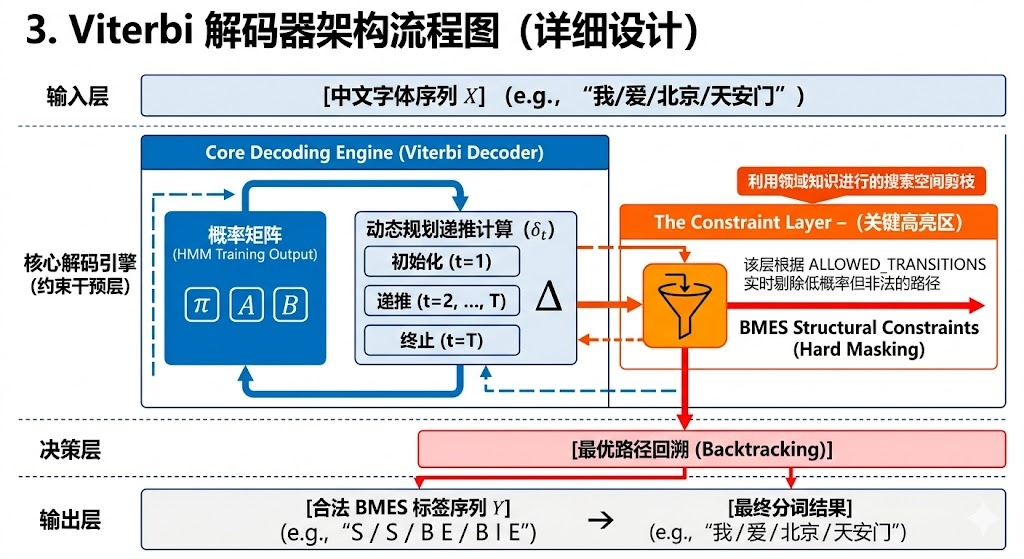 3. Viterbi 解码器架构流程图（详细设计）
输入层
[中文字体序列 X] (e.g., “我/爱/北京/天安门”)
Core Decoding Engine (Viterbi Decoder)
利用领域知识进行的搜索空间剪枝
The Constraint Layer – (关键高亮区)
核心解码引擎
(约束干预层)
概率矩阵
(HMM Training Output)
π A B
动态规划递推计算 (δt)
初始化 (t=1)
递推 (t=2, ..., T)
终止 (t=T)
Δ
该层根据 ALLOWED_TRANSITIONS
实时剔除低概率但非法的路径
BMES Structural Constraints
(Hard Masking)
决策层
[最优路径回溯 (Backtracking)]
输出层
[合法 BMES 标签序列 Y]
(e.g., “S / S / B E / B I E”)
→
[最终分词结果]
(e.g., “我 / 爱 / 北京 / 天安门”)